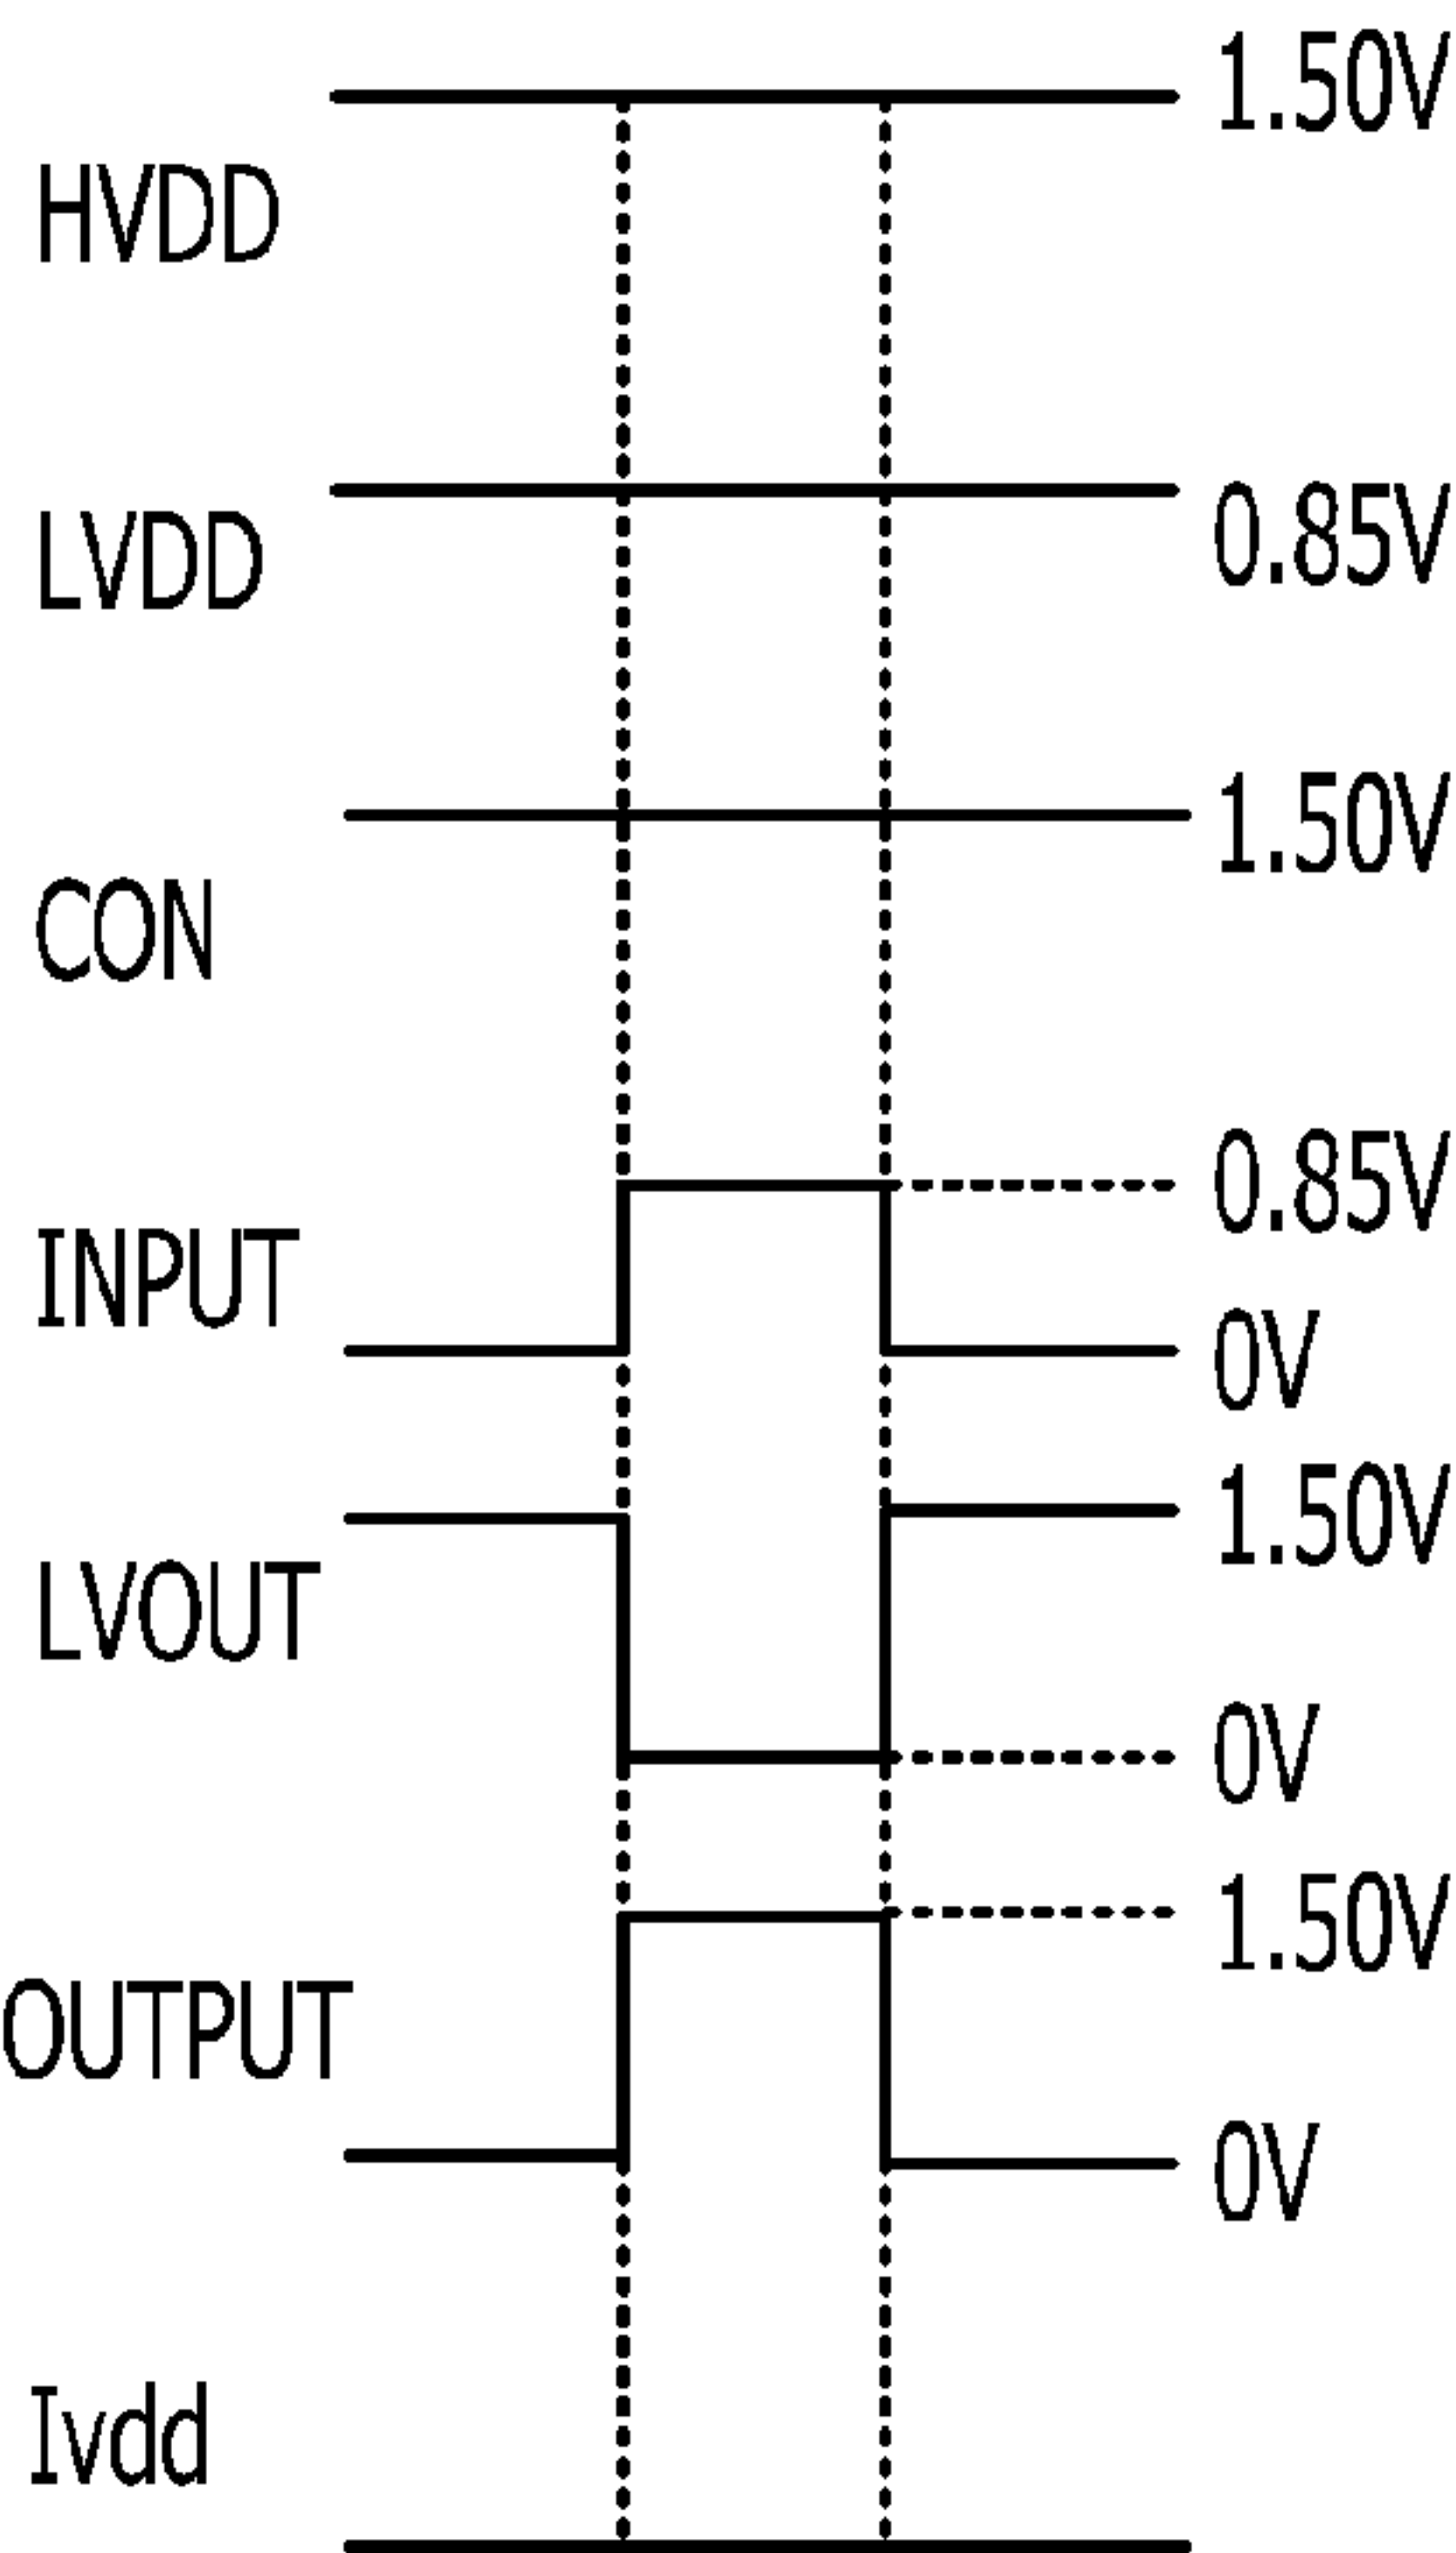 1.50V
HVDD
LVDD
0.85V
1.50V
CON
0.85V
INPUT
0V
1.50V
LVOUT
0V
1.50V
OUTPUT
0V
Ivdd